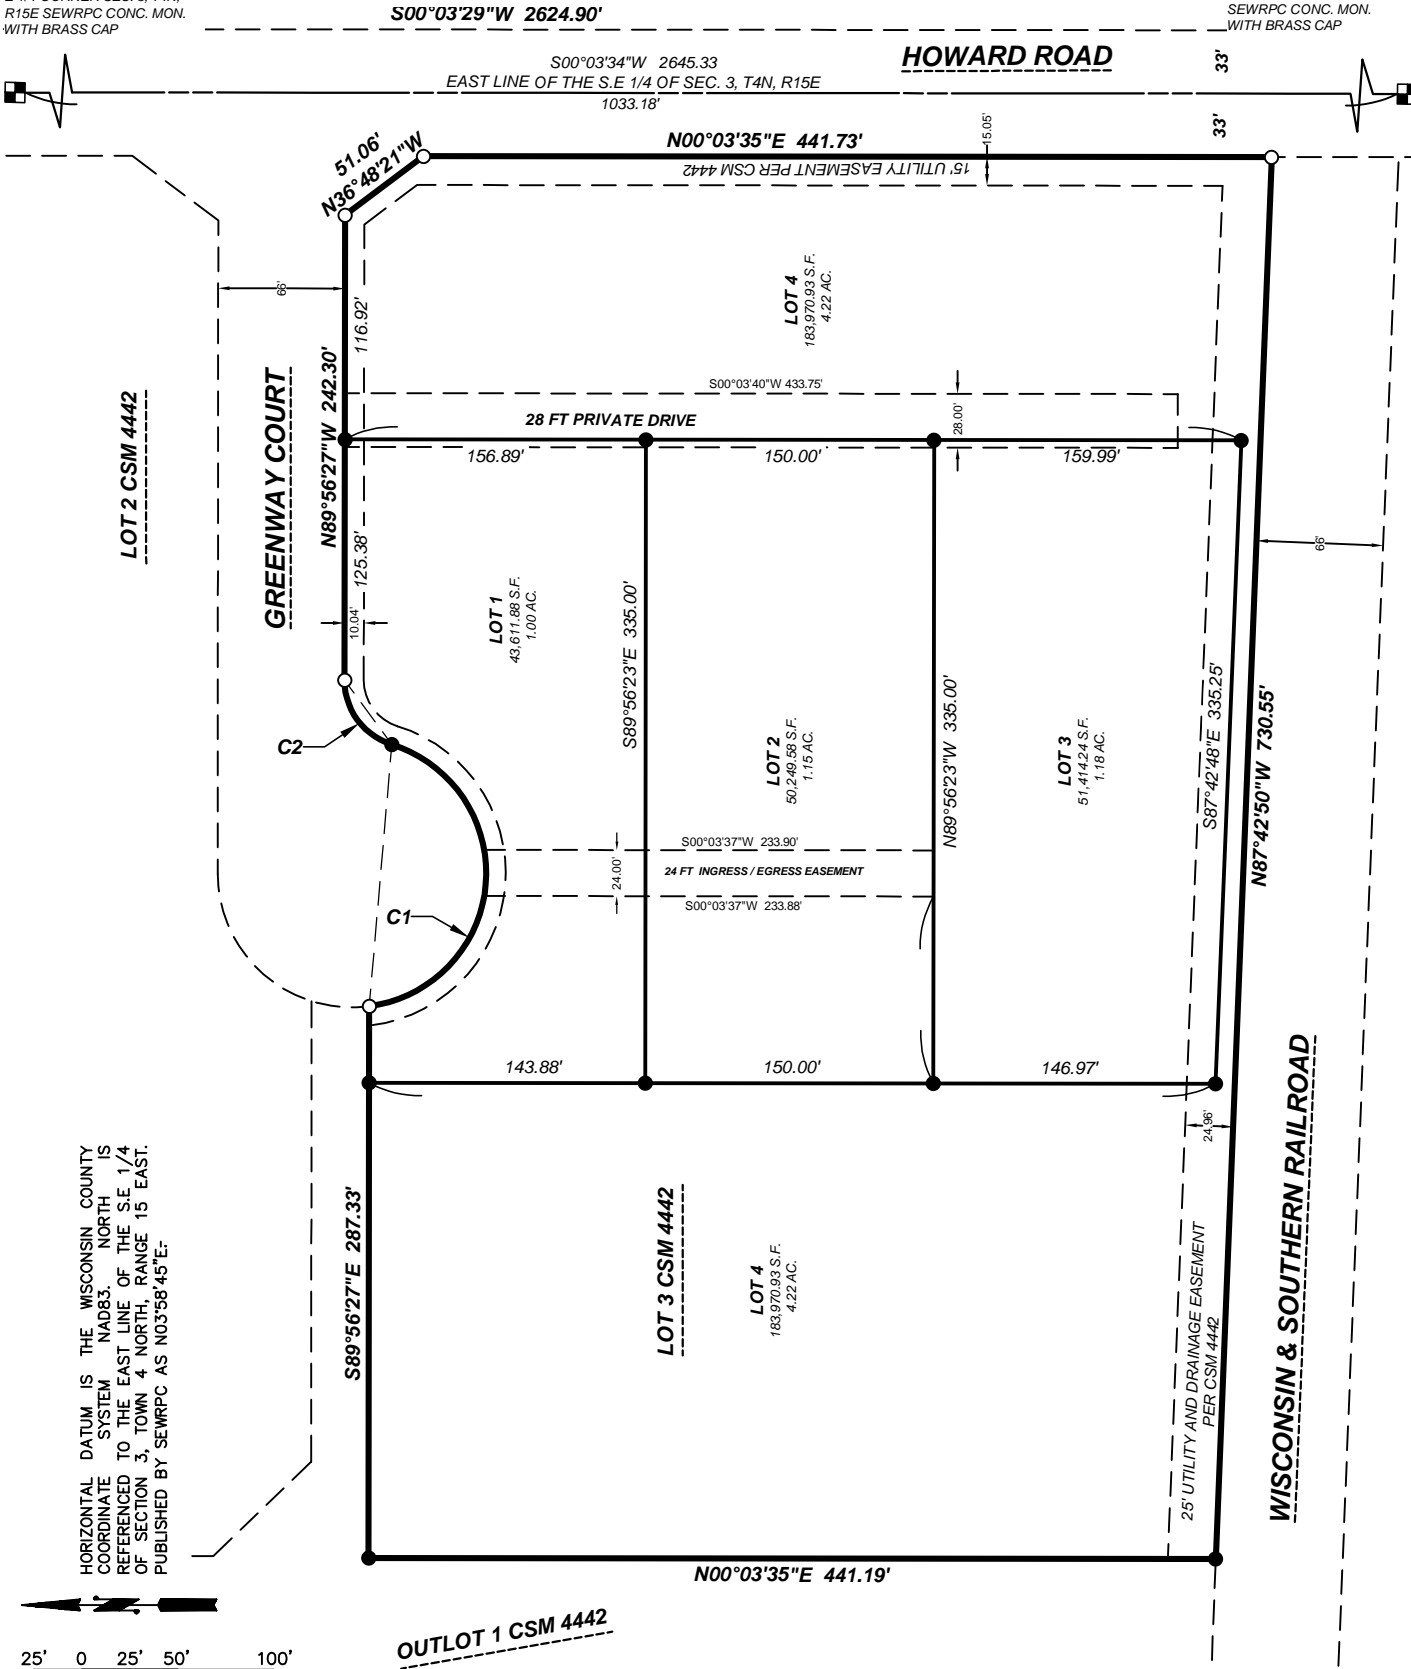 R15E SEWRPC CONC. MON.
WITH BRASS CAP
S00°03'29"W 2624.90'
SEWRPC CONC. MON.
WITH BRASS CAP
HOWARD ROAD
33'
S00°03'34"W 2645.33
EAST LINE OF THE S.E 1/4 OF SEC. 3, T4N, R15E
1033.18'
33'
51.06'
N36°48'21"W
N00°03'35"E 441.73'
15.05'
15' UTILITY EASEMENT PER CSM 4442
66'
116.92'
LOT 4
183,970.93 S.F.
4.22 AC.
N89°56'27"W 242.30'
S00°03'40"W 433.75'
28 FT PRIVATE DRIVE
28.00'
156.89'
150.00'
159.99'
LOT 2 CSM 4442
GREENWAY COURT
125.38'
10.04'
LOT 1
43,611.88 S.F.
1.00 AC.
S89°56'23"E 335.00'
66'
C2
LOT 2
50,249.58 S.F.
1.15 AC.
N89°56'23"W 335.00'
LOT 3
51,414.24 S.F.
1.18 AC.
S87°42'48"E 335.25'
N87°42'50"W 730.55'
S00°03'37"W 233.90'
24.00'
24 FT INGRESS / EGRESS EASEMENT
S00°03'37"W 233.88'
C1
143.88'
150.00'
146.97'
24.96'
WISCONSIN & SOUTHERN RAILROAD
S89°56'27"E 287.33'
LOT 3 CSM 4442
LOT 4
183,970.93 S.F.
4.22 AC.
25' UTILITY AND DRAINAGE EASEMENT
PER CSM 4442
HORIZONTAL DATUM IS THE WISCONSIN COUNTY
COORDINATE SYSTEM NAD83. NORTH IS
REFERENCED TO THE EAST LINE OF THE S.E 1/4
OF SECTION 3, TOWN 4 NORTH, RANGE 15 EAST.
PUBLISHED BY SEWRPC AS N03°58'45"E.
N00°03'35"E 441.19'
OUTLOT 1 CSM 4442
25' 0 25' 50' 100'